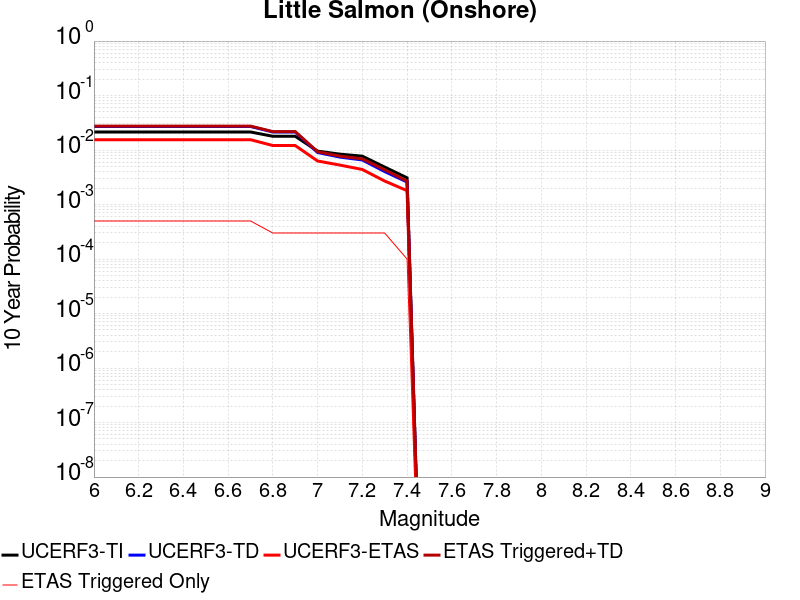 Little Salmon (Onshore)
10 0
10 -1
10 -2
10 -3
10 -4
10 -5
10 -6
10 -7
10 -8
10 Year Probability
6 6.2 6.4 6.6 6.8 7 7.2 7.4 7.6 7.8 8 8.2 8.4 8.6 8.8 9
Magnitude
UCERF3-TI UCERF3-TD UCERF3-ETAS ETAS Triggered+TD
ETAS Triggered Only